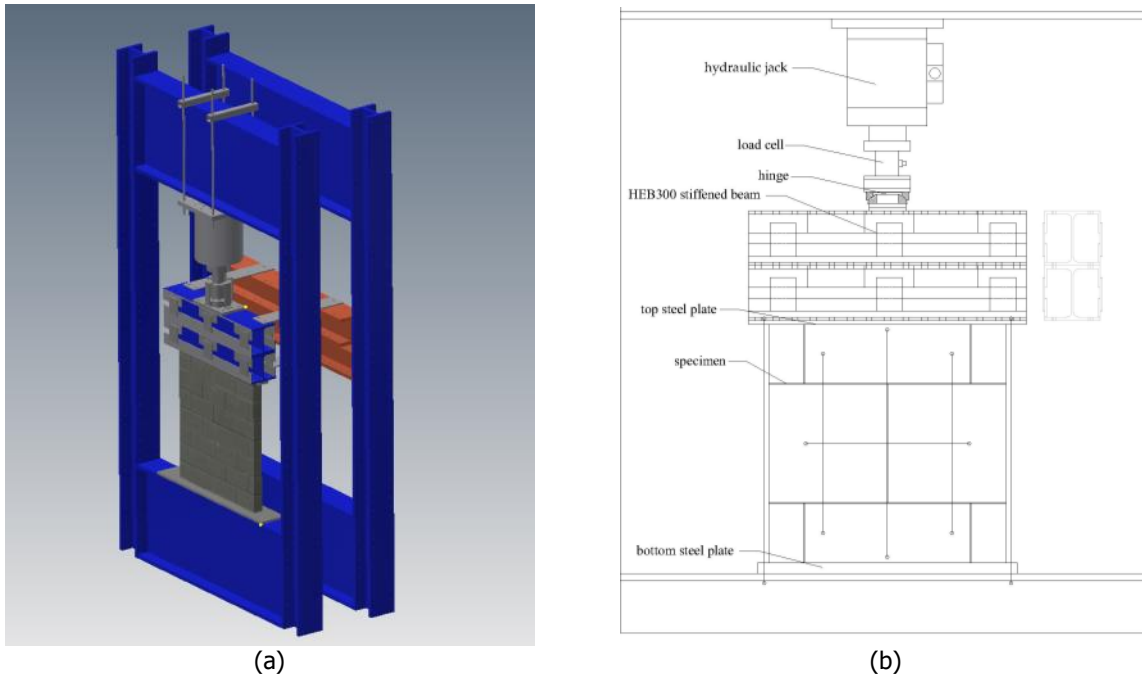 hydraulic jack
load cell
hinge
HEB300 stiffened beam
top steel plate
specimen
bottom steel plate
(a)
(b)